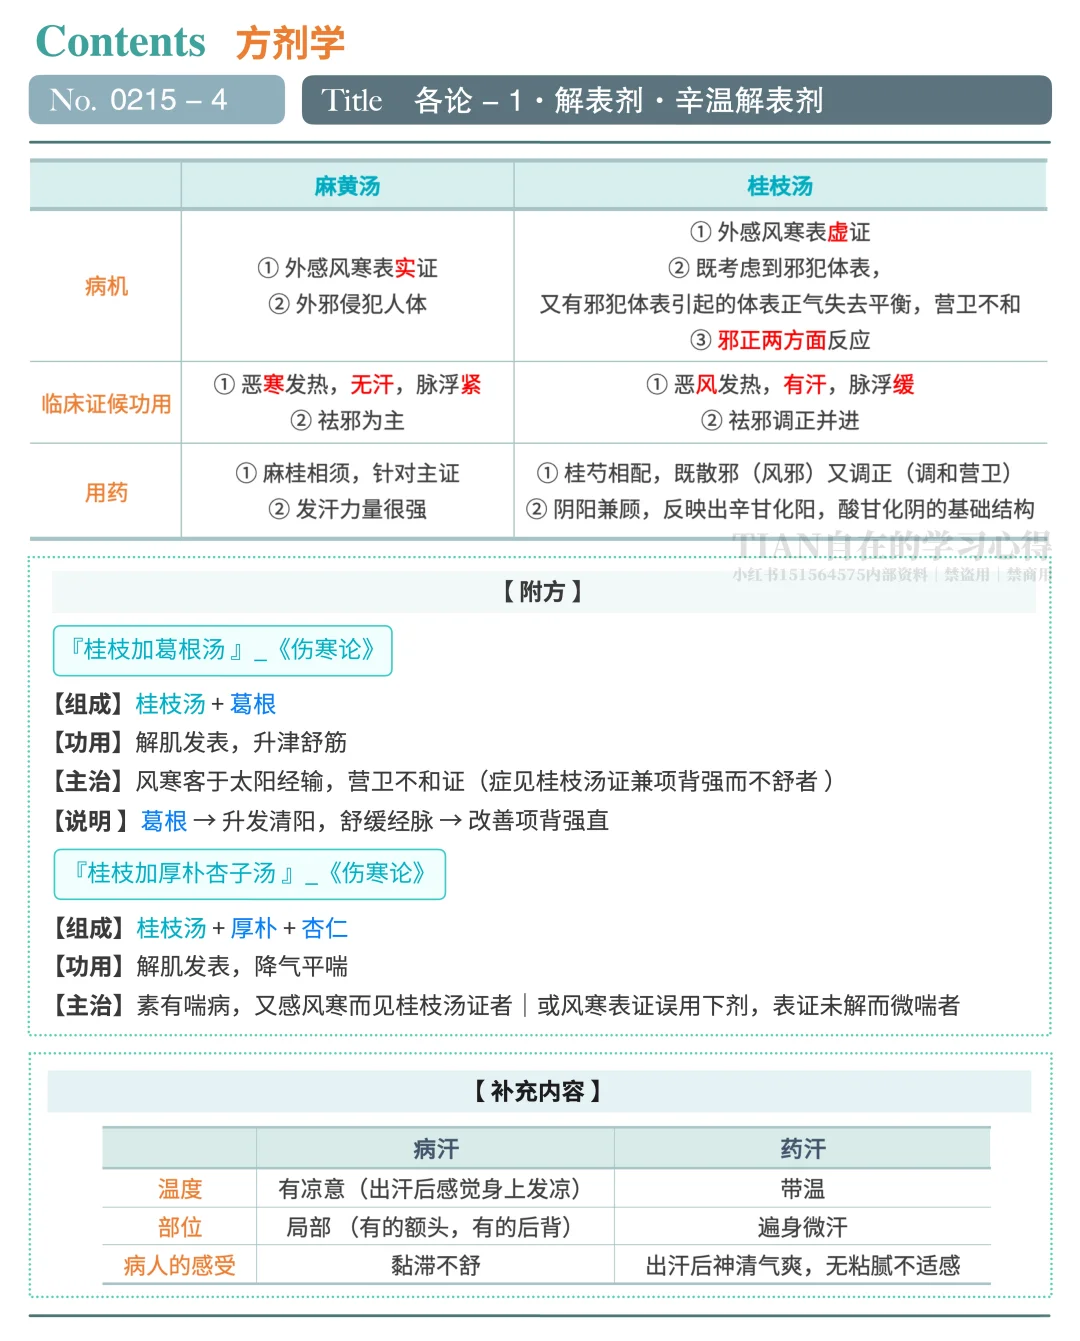 Contents 方剂学
No. 0215 - 4
Title 各论 - 1 · 解表剂 · 辛温解表剂
麻黄汤 桂枝汤
病机
① 外感风寒表实证
② 外邪侵犯人体
① 外感风寒表虚证
② 既考虑到邪犯体表，
又有邪犯体表引起的体表正气失去平衡，营卫不和
③ 邪正两方面反应
临床证候功用
① 恶寒发热，无汗，脉浮紧
② 祛邪为主
① 恶风发热，有汗，脉浮缓
② 祛邪调正并进
用药
① 麻桂相须，针对主证
② 发汗力量很强
① 桂芍相配，既散邪（风邪）又调正（调和营卫）
② 阴阳兼顾，反映出辛甘化阳，酸甘化阴的基础结构
TIAN自在的学习心得
小红书151564575内部资料｜禁盗用｜禁商用
【 附方 】
『桂枝加葛根汤 』_《伤寒论》
【组成】桂枝汤 + 葛根
【功用】解肌发表，升津舒筋
【主治】风寒客于太阳经输，营卫不和证（症见桂枝汤证兼项背强而不舒者 ）
【说明 】葛根 → 升发清阳，舒缓经脉 → 改善项背强直
『桂枝加厚朴杏子汤 』_《伤寒论》
【组成】桂枝汤 + 厚朴 + 杏仁
【功用】解肌发表，降气平喘
【主治】素有喘病，又感风寒而见桂枝汤证者｜或风寒表证误用下剂，表证未解而微喘者
【 补充内容 】
病汗 药汗
温度 有凉意（出汗后感觉身上发凉） 带温
部位 局部 （有的额头，有的后背） 遍身微汗
病人的感受 黏滞不舒 出汗后神清气爽，无粘腻不适感